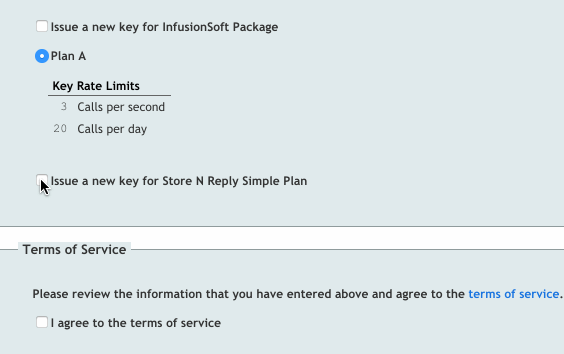 Issue a new key for InfusionSoft Package
Plan A
Key Rate Limits
3 Calls per second
20 Calls per day
Issue a new key for Store N Reply Simple Plan
Terms of Service
Please review the information that you have entered above and agree to the terms of service.
I agree to the terms of service